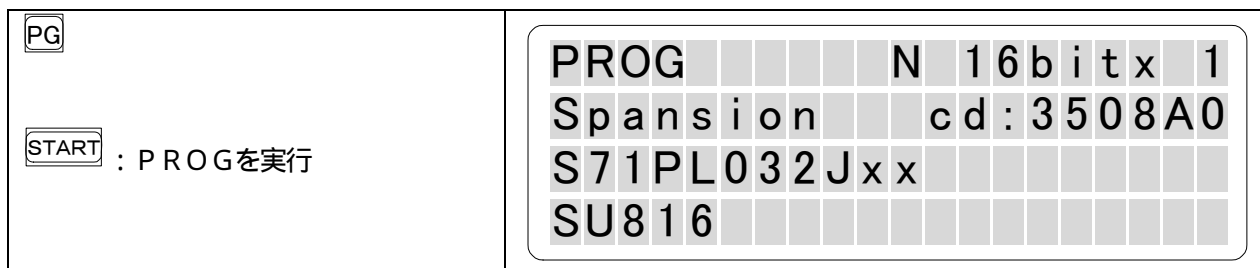 PG
START : PROGを実行
PROG N 16bitx 1
Spansion cd:3508A0
S71PL032Jxx
SU816